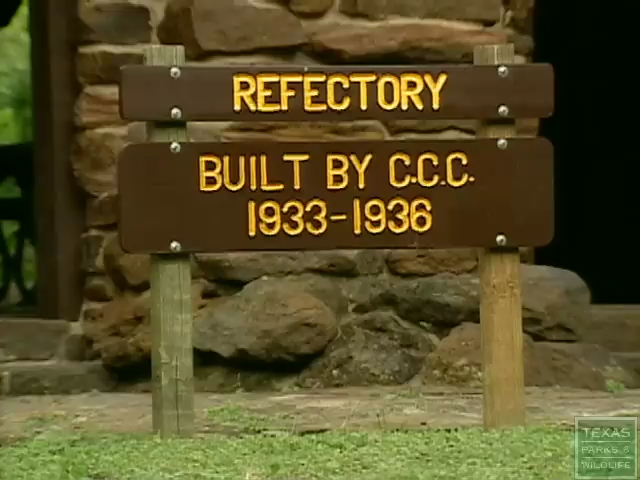 REFECTORY
BUILT BY C.C.C.
1933-1936
TEXAS
PARKS &
WILDLIFE